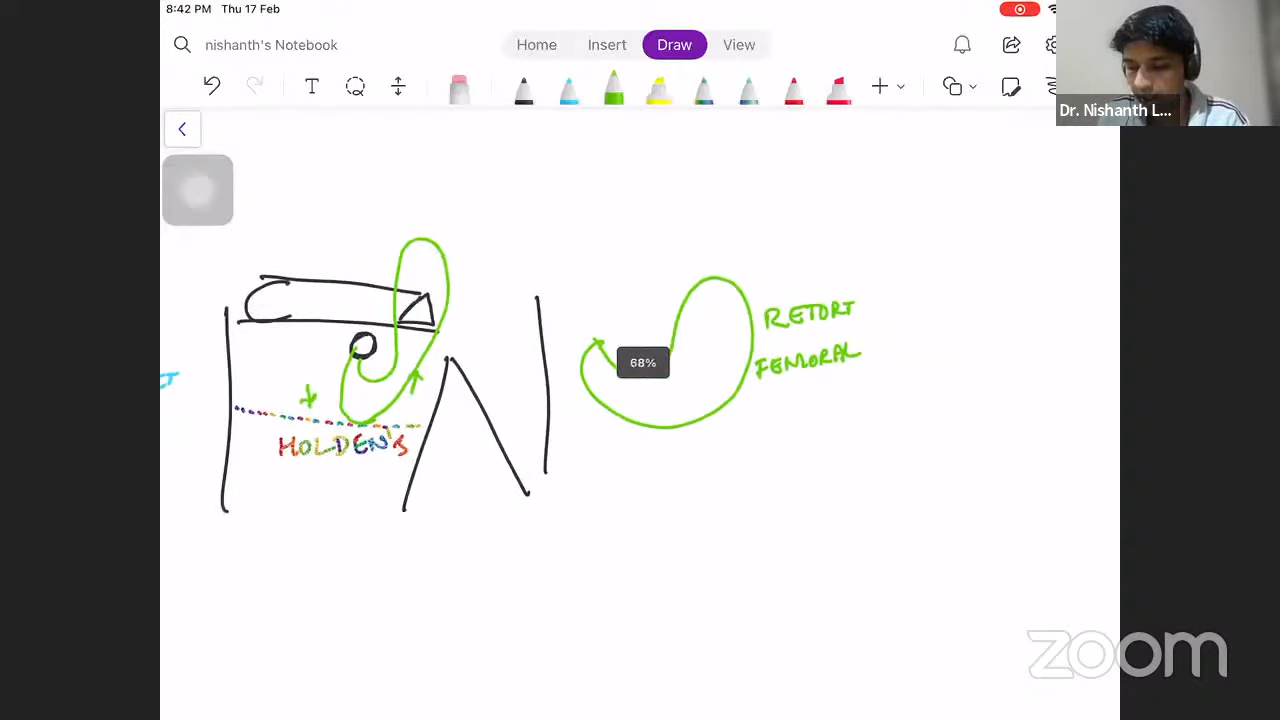 8:42 PM Thu 17 Feb
nishanth's Notebook
Home Insert Draw View
Dr. Nishanth L...
RETORT
FEMORAL
68%
HOLDEN'S
zoom